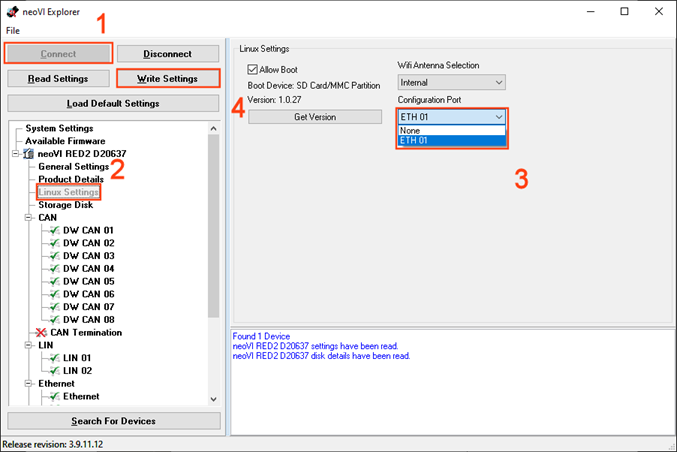 neoVI Explorer
File
1
Connect
Disconnect
Read Settings
Write Settings
Load Default Settings
System Settings
Available Firmware
neoVI RED2 D20637
General Settings
2
Product Details
Linux Settings
Storage Disk
CAN
DW CAN 01
DW CAN 02
DW CAN 03
DW CAN 04
DW CAN 05
DW CAN 06
DW CAN 07
DW CAN 08
CAN Termination
LIN
LIN 01
LIN 02
Ethernet
Ethernet
Search For Devices
Linux Settings
Allow Boot
Boot Device: SD Card/MMC Partition
4
Version: 1.0.27
Get Version
Wifi Antenna Selection
Internal
Configuration Port
ETH 01
None
ETH 01
3
Found 1 Device
neoVI RED2 D20637 settings have been read.
neoVI RED2 D20637 disk details have been read.
Release revision: 3.9.11.12